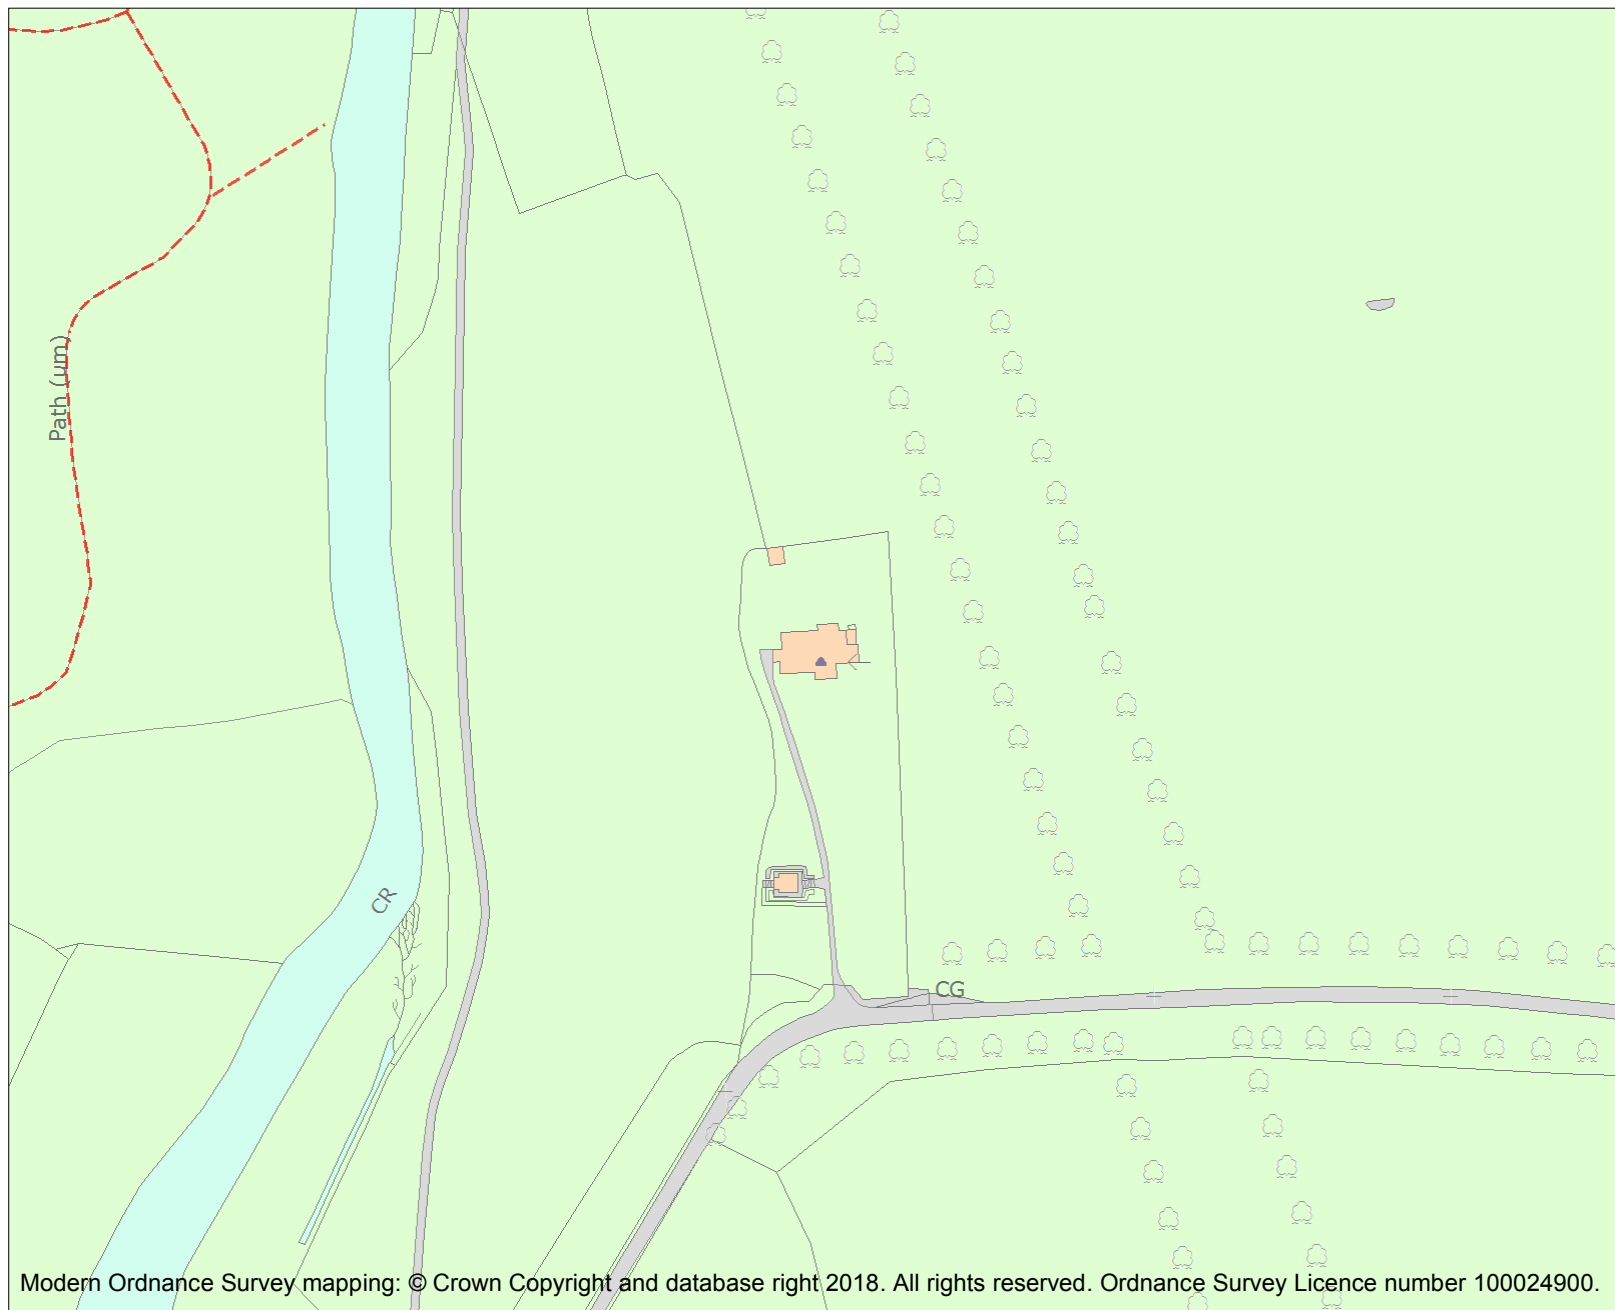 Path (um)
CR
CG
Modern Ordnance Survey mapping: © Crown Copyright and database right 2018. All rights reserved. Ordnance Survey Licence number 100024900.